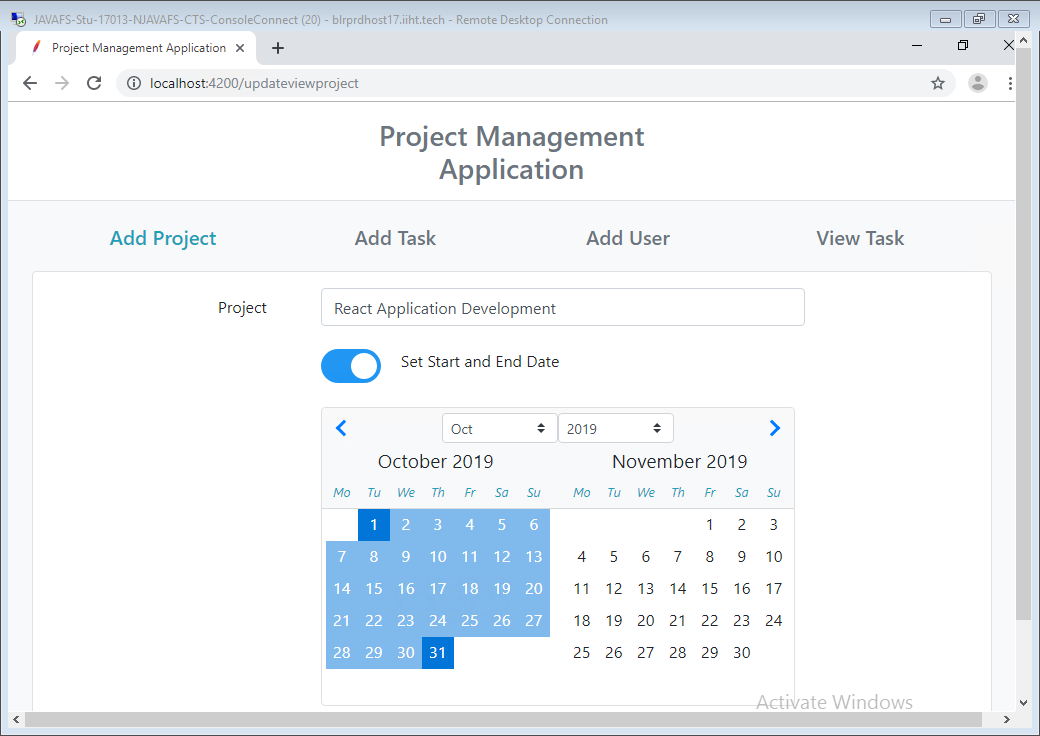 JAVAFS-Stu-17013-NJAVAFS-CTS-ConsoleConnect (20) - blrprdhost17.iiht.tech - Remote Desktop Connection
Project Management Application
localhost:4200/updateviewproject
Project Management
Application
Add Project Add Task Add User View Task
Project React Application Development
Set Start and End Date
Oct 2019
October 2019 November 2019
Mo Tu We Th Fr Sa Su Mo Tu We Th Fr Sa Su
1 2 3 4 5 6 1 2 3
7 8 9 10 11 12 13 4 5 6 7 8 9 10
14 15 16 17 18 19 20 11 12 13 14 15 16 17
21 22 23 24 25 26 27 18 19 20 21 22 23 24
28 29 30 31 25 26 27 28 29 30
Activate Windows